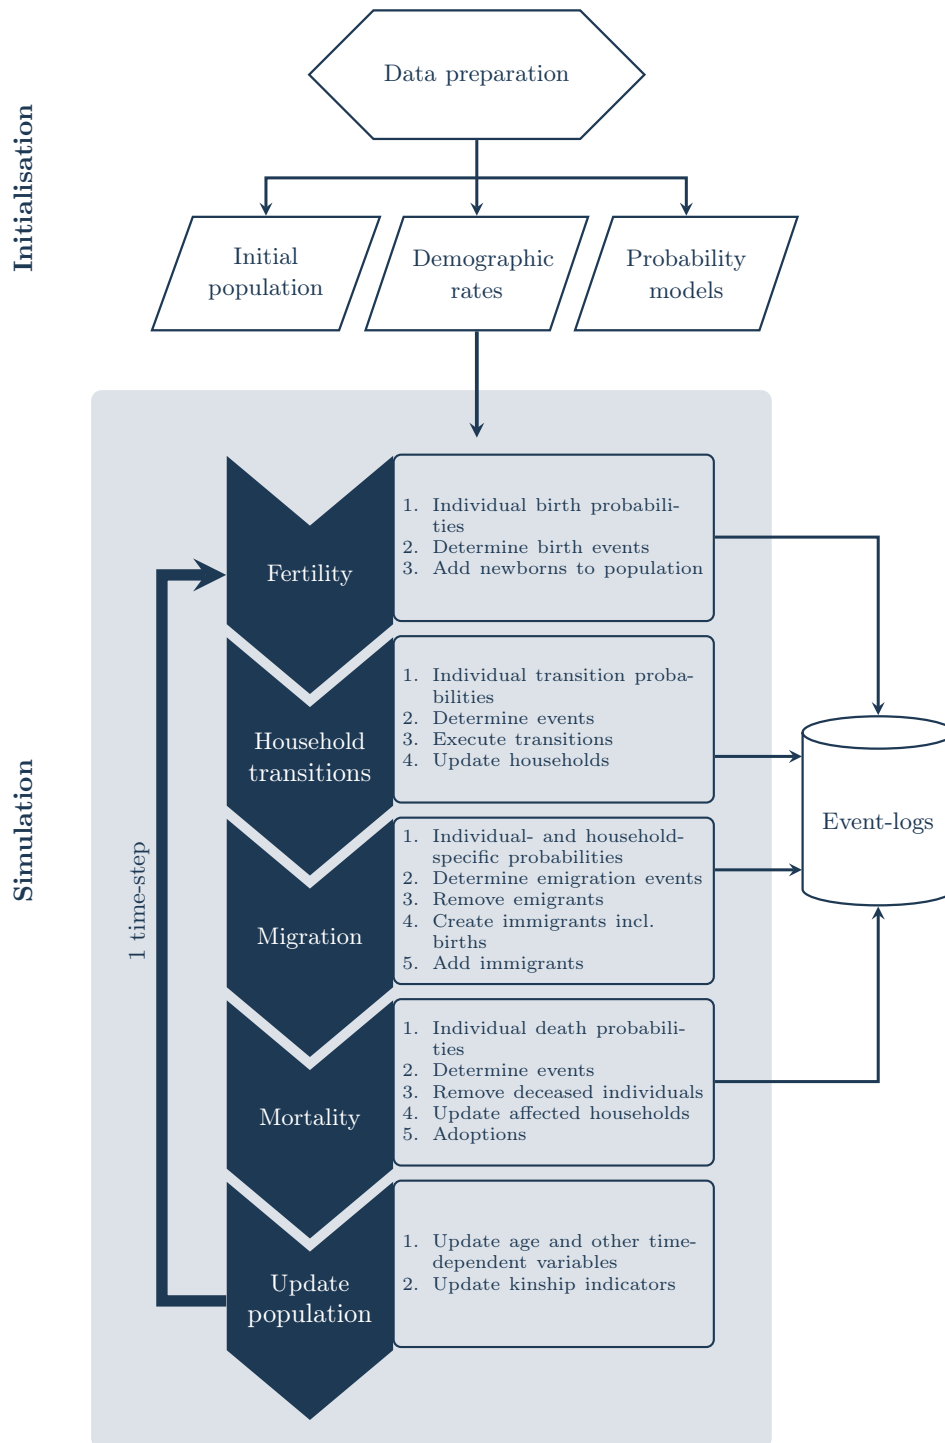 Initialisation
Data preparation
Initial
population
Demographic
rates
Probability
models
Simulation
1 time-step
Fertility
1. Individual birth probabili-
ties
2. Determine birth events
3. Add newborns to population
Household
transitions
1. Individual transition proba-
bilities
2. Determine events
3. Execute transitions
4. Update households
Migration
1. Individual- and household-
specific probabilities
2. Determine emigration events
3. Remove emigrants
4. Create immigrants incl.
births
5. Add immigrants
Mortality
1. Individual death probabili-
ties
2. Determine events
3. Remove deceased individuals
4. Update affected households
5. Adoptions
Update
population
1. Update age and other time-
dependent variables
2. Update kinship indicators
Event-logs